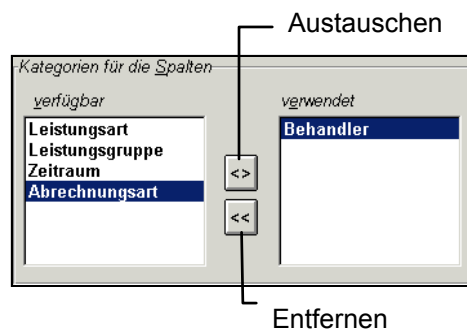 Austauschen
Kategorien für die Spalten
verfügbar
verwendet
Leistungsart
Leistungsgruppe
Zeitraum
Abrechnungsart
Behandler
<>
<<
Entfernen